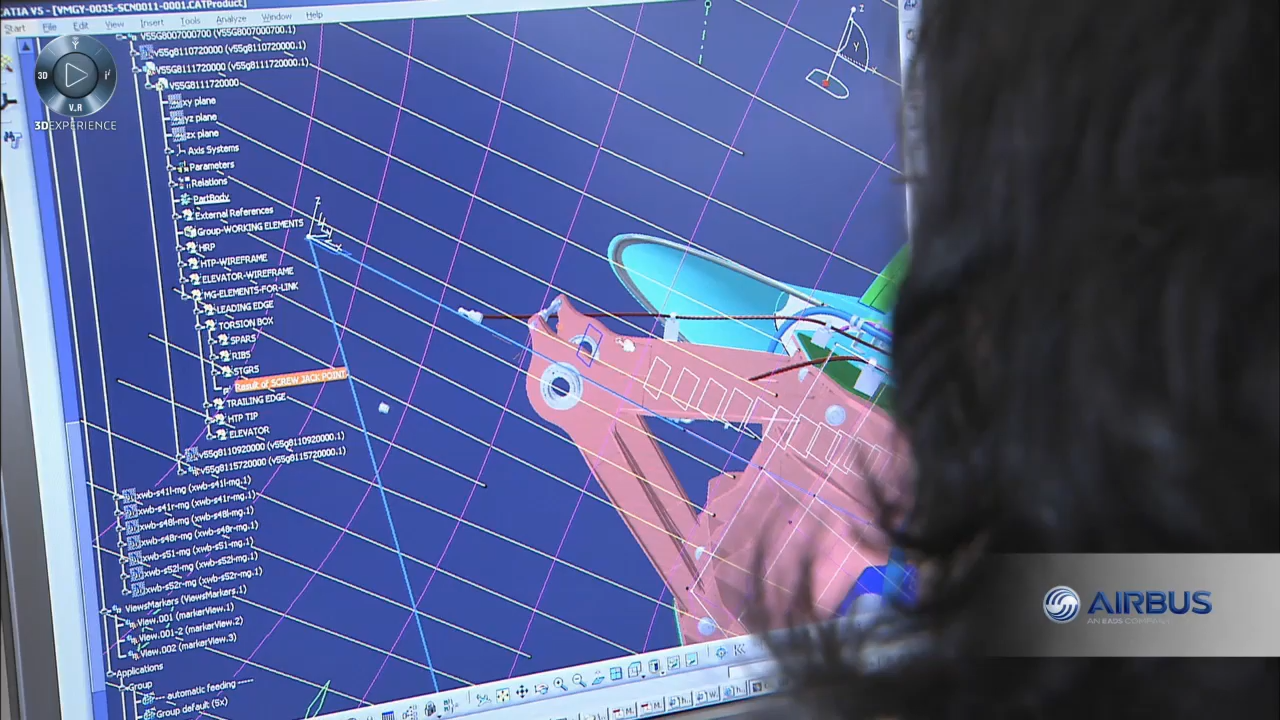 CATIA V5 - [VMGY-0035-SCN0011-0001.CATProduct]
Start File Edit View Insert Tools Analyze Window Help
V55G8007000700 (V55G8007000700.1)
v55g8110720000 (v55g8110720000.1)
V55G8111720000 (v55g8111720000.1)
V55G8111720000
xy plane
yz plane
zx plane
Axis Systems
Parameters
Relations
PartBody
External References
Group-WORKING ELEMENTS
HRP
HTP-WIREFRAME
ELEVATOR-WIREFRAME
MG-ELEMENTS-FOR-LINK
LEADING EDGE
TORSION BOX
SPARS
RIBS
STGRS
Result of SCREW JACK POINT
TRAILING EDGE
HTP TIP
ELEVATOR
v55g8110920000 (v55g8110920000.1)
v55g8115720000 (v55g8115720000.1)
xwb-s41l-mg (xwb-s41l-mg.1)
xwb-s41r-mg (xwb-s41r-mg.1)
xwb-s48l-mg (xwb-s48l-mg.1)
xwb-s48r-mg (xwb-s48r-mg.1)
xwb-s51-mg (xwb-s51-mg.1)
xwb-s52l-mg (xwb-s52l-mg.1)
xwb-s52r-mg (xwb-s52r-mg.1)
ViewsMarkers (ViewsMarkers.1)
View.001 (markerView.1)
View.001-2 (markerView.2)
View.002 (markerView.3)
Applications
Group
--- automatic feeding ----
Group default (5x)
3D
V.R
3DEXPERIENCE
z
Y
x
z
AIRBUS
AN EADS COMPANY